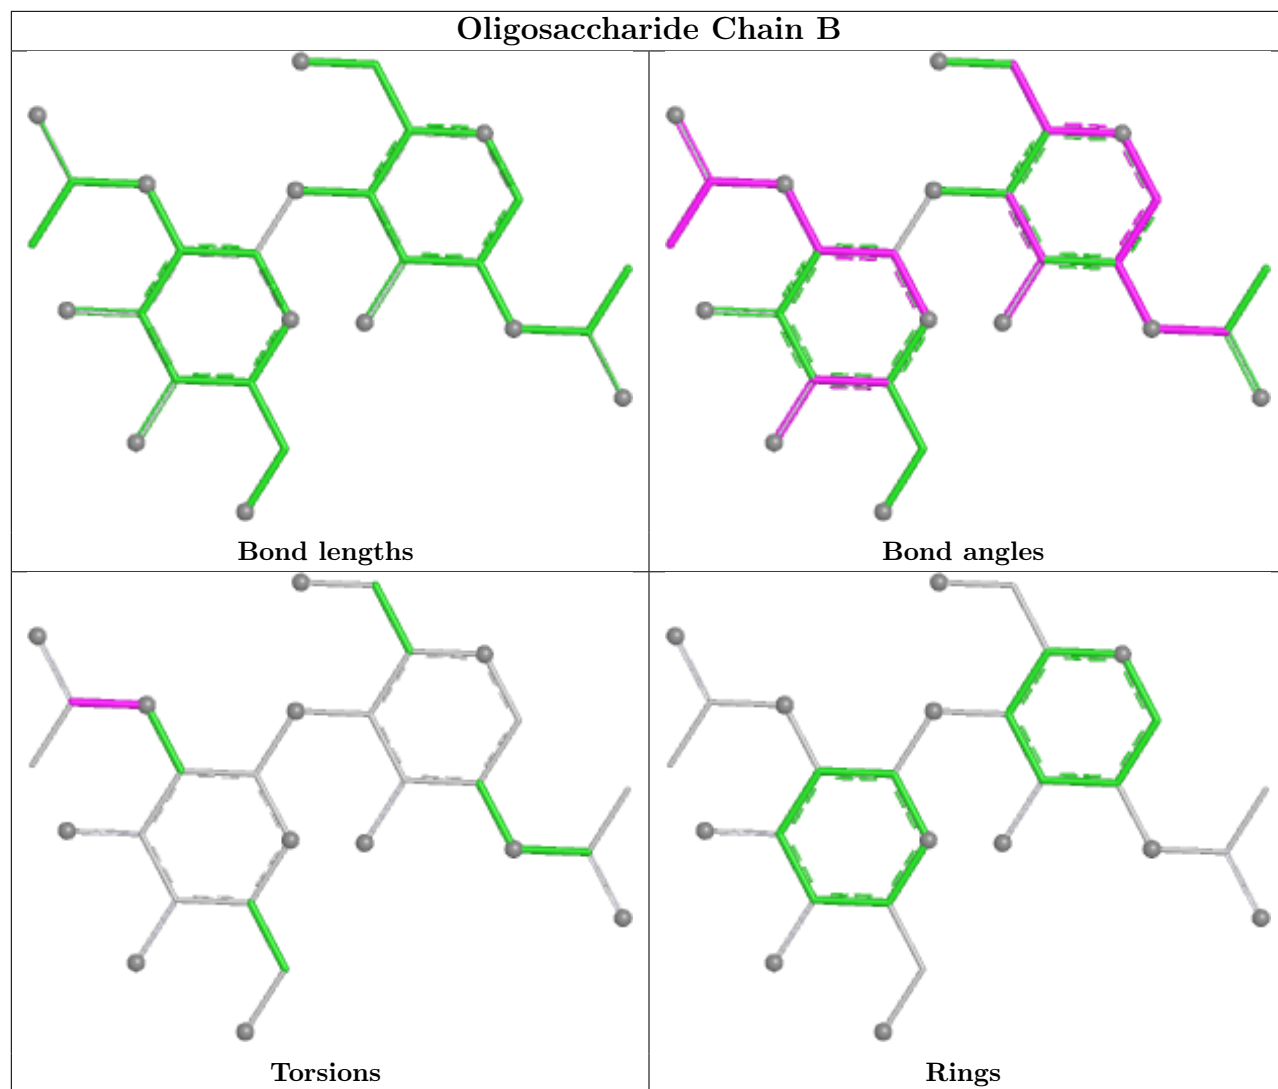 Oligosaccharide Chain B
Bond lengths
Bond angles
Torsions
Rings